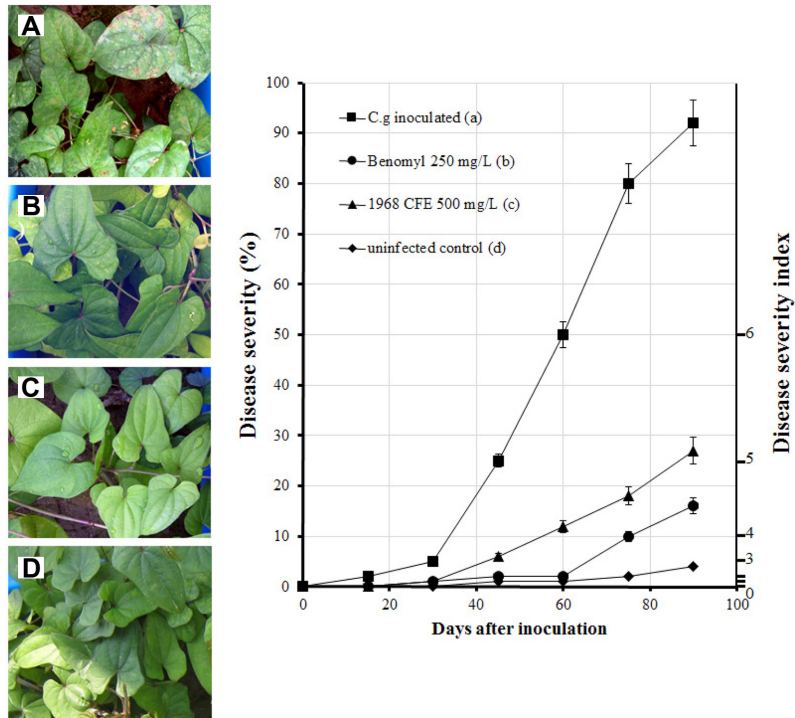 A
B
C
D
Disease severity (%)
100
90
80
70
60
50
40
30
20
10
0
C.g inoculated (a)
Benomyl 250 mg/L (b)
1968 CFE 500 mg/L (c)
uninfected control (d)
0
20
40
60
80
100
Days after inoculation
6
5
4
3
0
Disease severity index